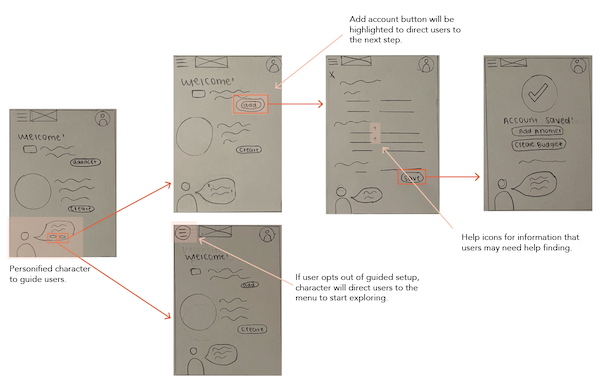 Add account button will be
highlighted to direct users to
the next step.
Welcome!
Add
Create
X
?
?
Save
Account Saved!
Add Another
Create Budget
Welcome!
Create
Personified character
to guide users.
Welcome!
Add
Create
If user opts out of guided setup,
character will direct users to the
menu to start exploring.
Help icons for information that
users may need help finding.